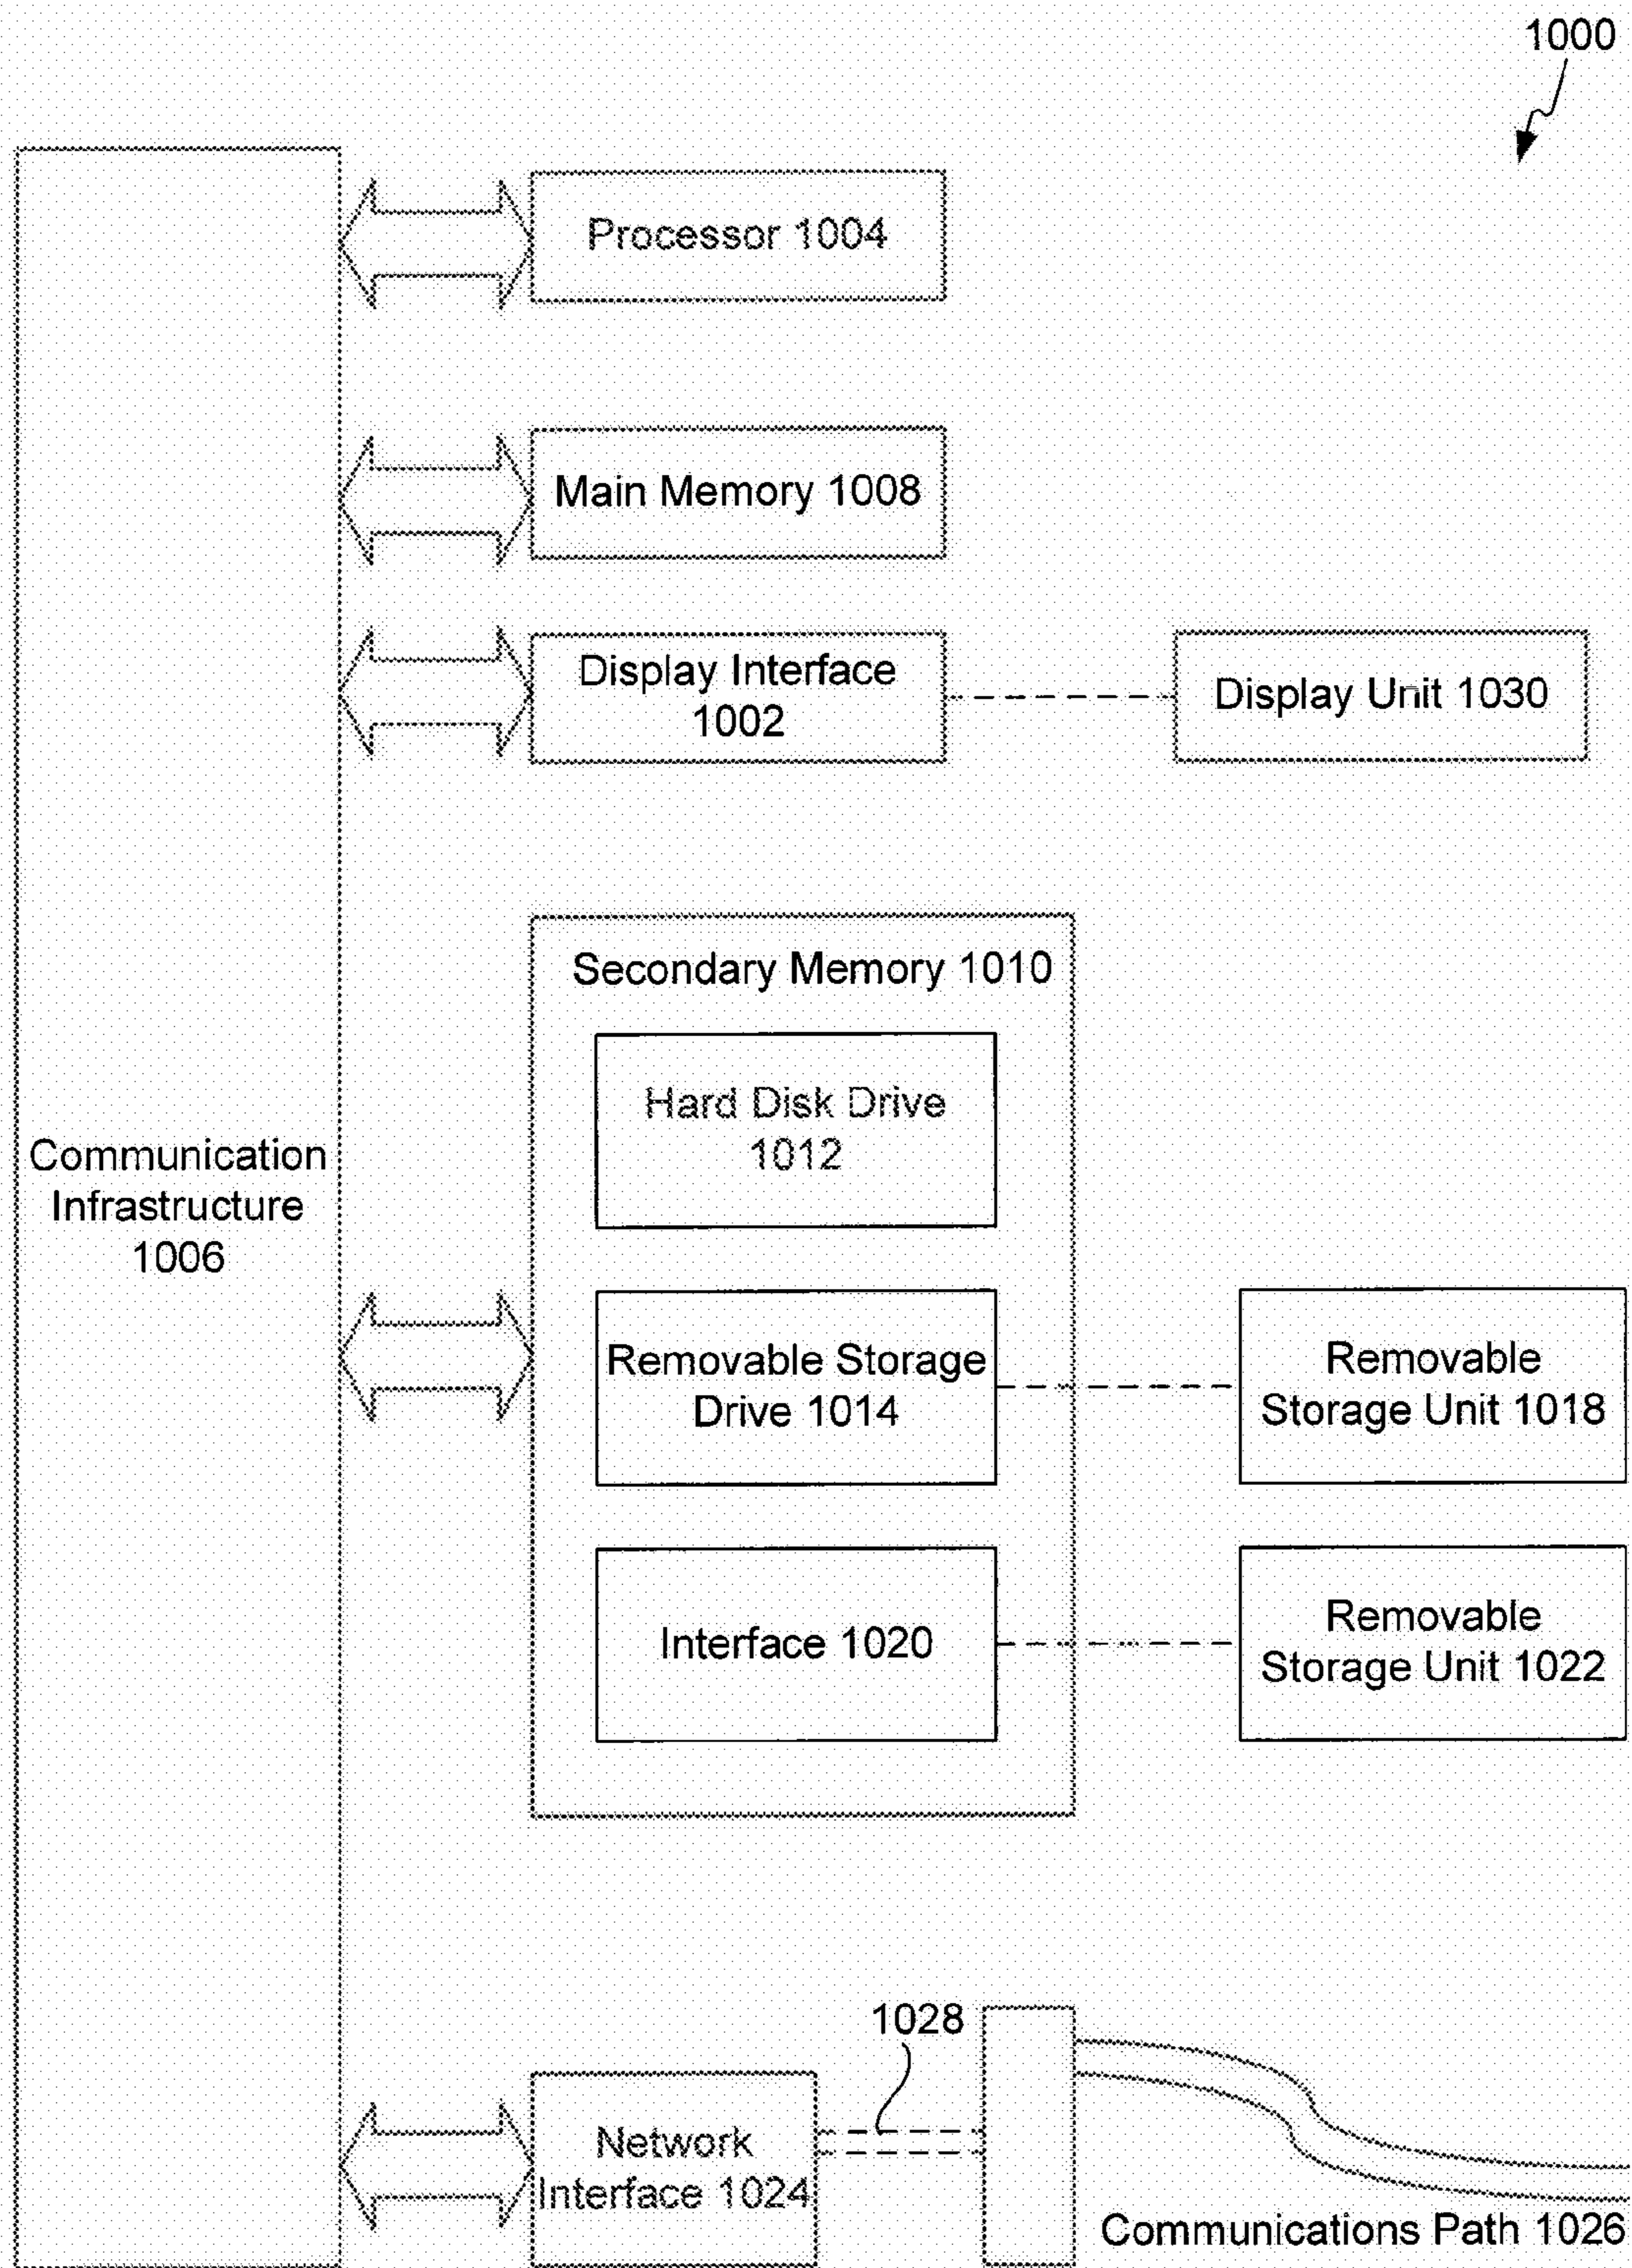 1000
Processor 1004
Main Memory 1008
Display Interface
1002
Display Unit 1030
Secondary Memory 1010
Hard Disk Drive
1012
Communication
Infrastructure
1006
Removable Storage
Drive 1014
Removable
Storage Unit 1018
Interface 1020
Removable
Storage Unit 1022
1028
Network
Interface 1024
Communications Path 1026